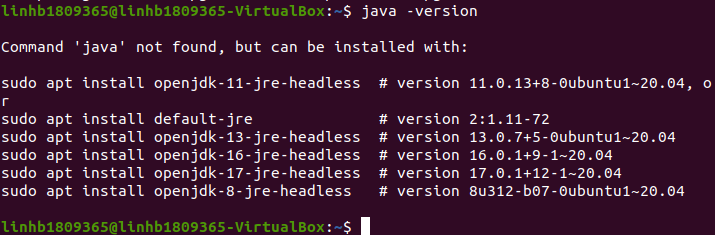 linhb1809365@linhb1809365-VirtualBox:~$ java -version
Command 'java' not found, but can be installed with:
sudo apt install openjdk-11-jre-headless  # version 11.0.13+8-0ubuntu1~20.04, o
r
sudo apt install default-jre              # version 2:1.11-72
sudo apt install openjdk-13-jre-headless  # version 13.0.7+5-0ubuntu1~20.04
sudo apt install openjdk-16-jre-headless  # version 16.0.1+9-1~20.04
sudo apt install openjdk-17-jre-headless  # version 17.0.1+12-1~20.04
sudo apt install openjdk-8-jre-headless   # version 8u312-b07-0ubuntu1~20.04
linhb1809365@linhb1809365-VirtualBox:~$